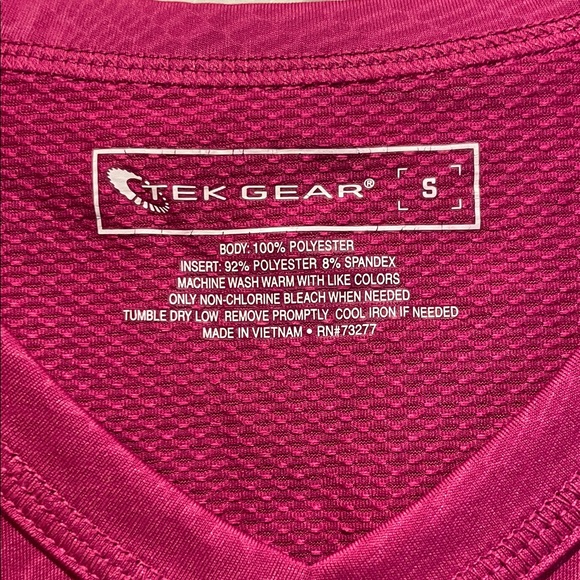 TEK GEAR® S
BODY: 100% POLYESTER
INSERT: 92% POLYESTER 8% SPANDEX
MACHINE WASH WARM WITH LIKE COLORS
ONLY NON-CHLORINE BLEACH WHEN NEEDED
TUMBLE DRY LOW REMOVE PROMPTLY COOL IRON IF NEEDED
MADE IN VIETNAM • RN#73277